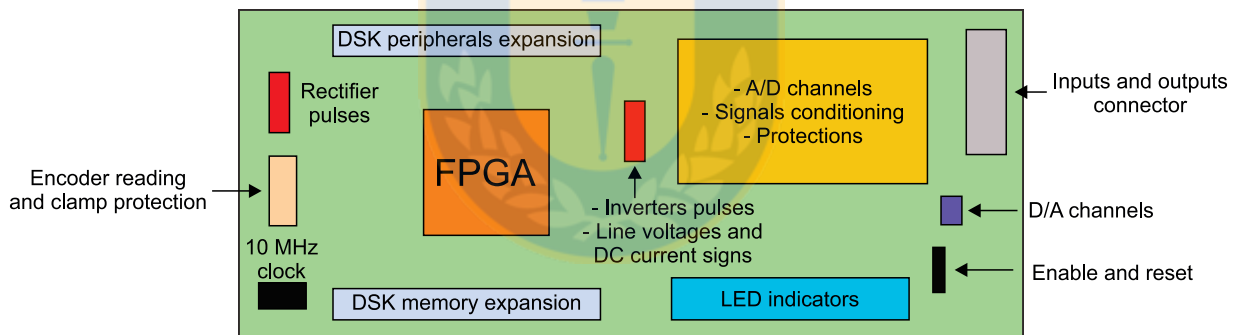 DSK peripherals expansion
Rectifier
pulses
Encoder reading
and clamp protection
10 MHz
clock
FPGA
- Inverters pulses
- Line voltages and
DC current signs
- A/D channels
- Signals conditioning
- Protections
Inputs and outputs
connector
D/A channels
Enable and reset
DSK memory expansion
LED indicators